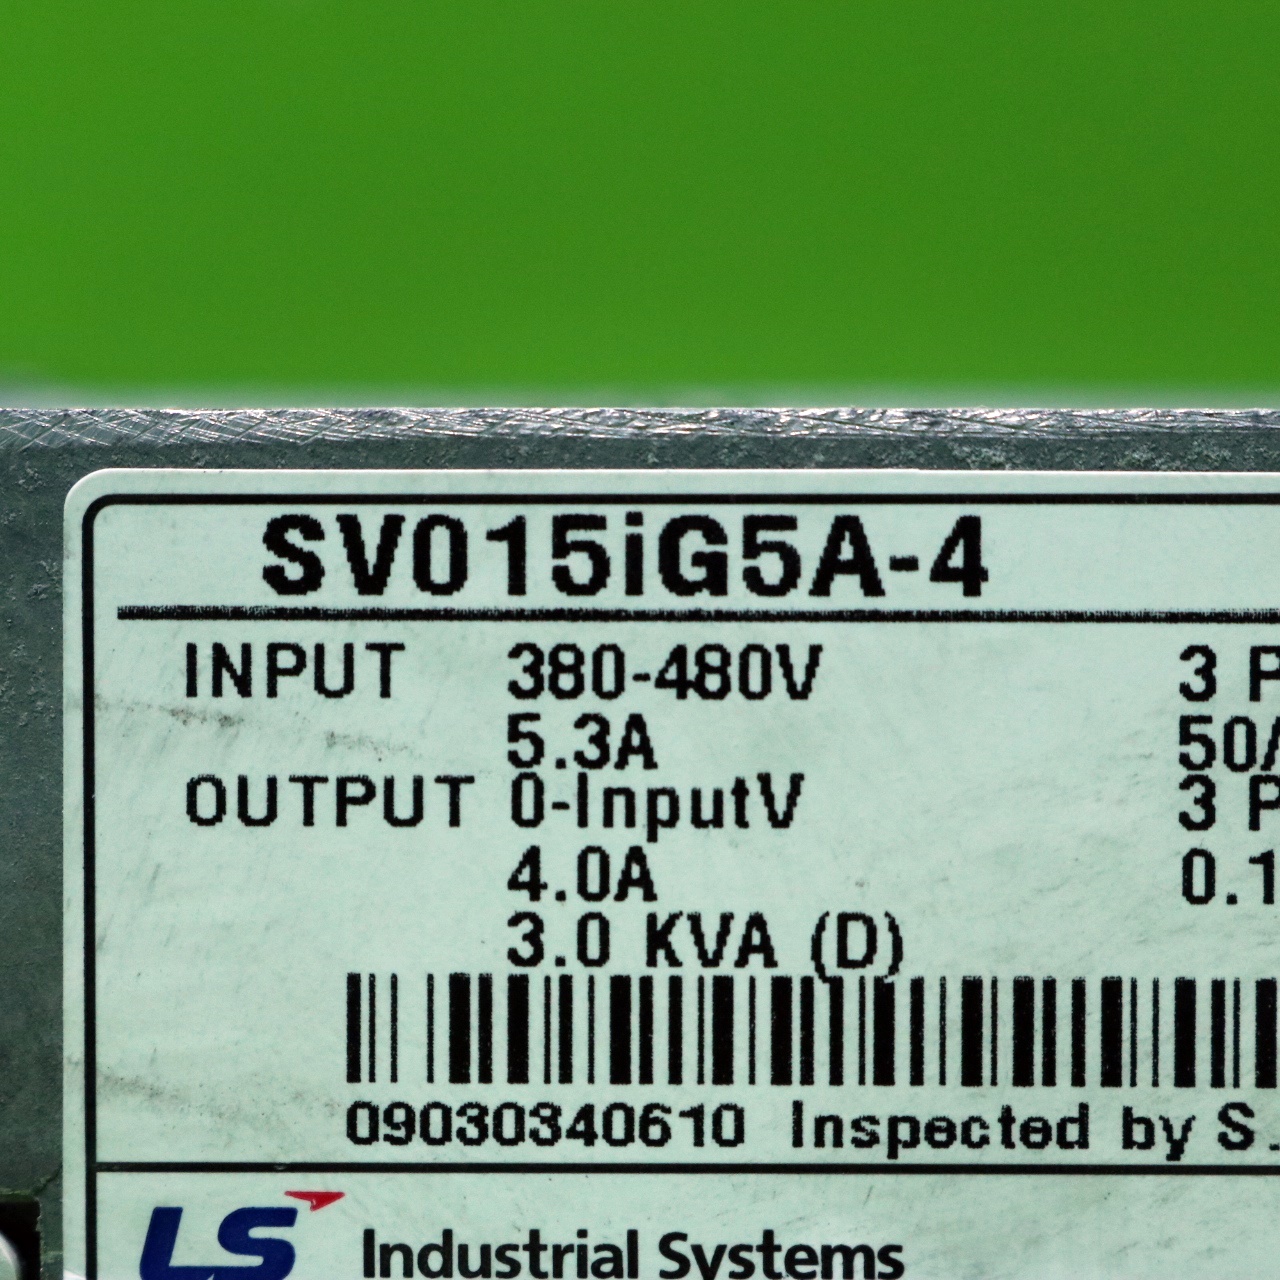 SV015iG5A-4
INPUT 380-480V 3 P
5.3A 50/
OUTPUT 0-InputV 3 P
4.0A 0.1
3.0 KVA (D)
09030340610 Inspected by S.
LS Industrial Systems